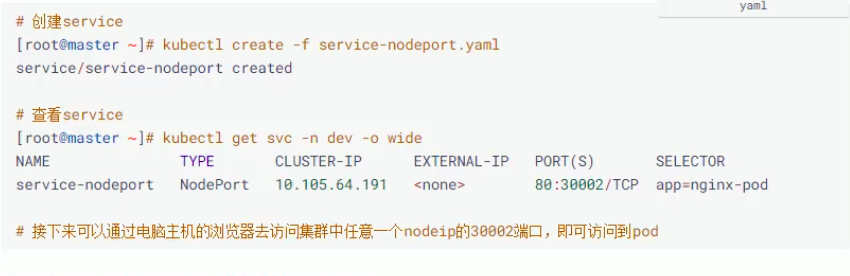 yaml
# 创建service
[root@master ~]# kubectl create -f service-nodeport.yaml
service/service-nodeport created
# 查看service
[root@master ~]# kubectl get svc -n dev -o wide
NAME TYPE CLUSTER-IP EXTERNAL-IP PORT(S) SELECTOR
service-nodeport NodePort 10.105.64.191 <none> 80:30002/TCP app=nginx-pod
# 接下来可以通过电脑主机的浏览器去访问集群中任意一个nodeip的30002端口，即可访问到pod